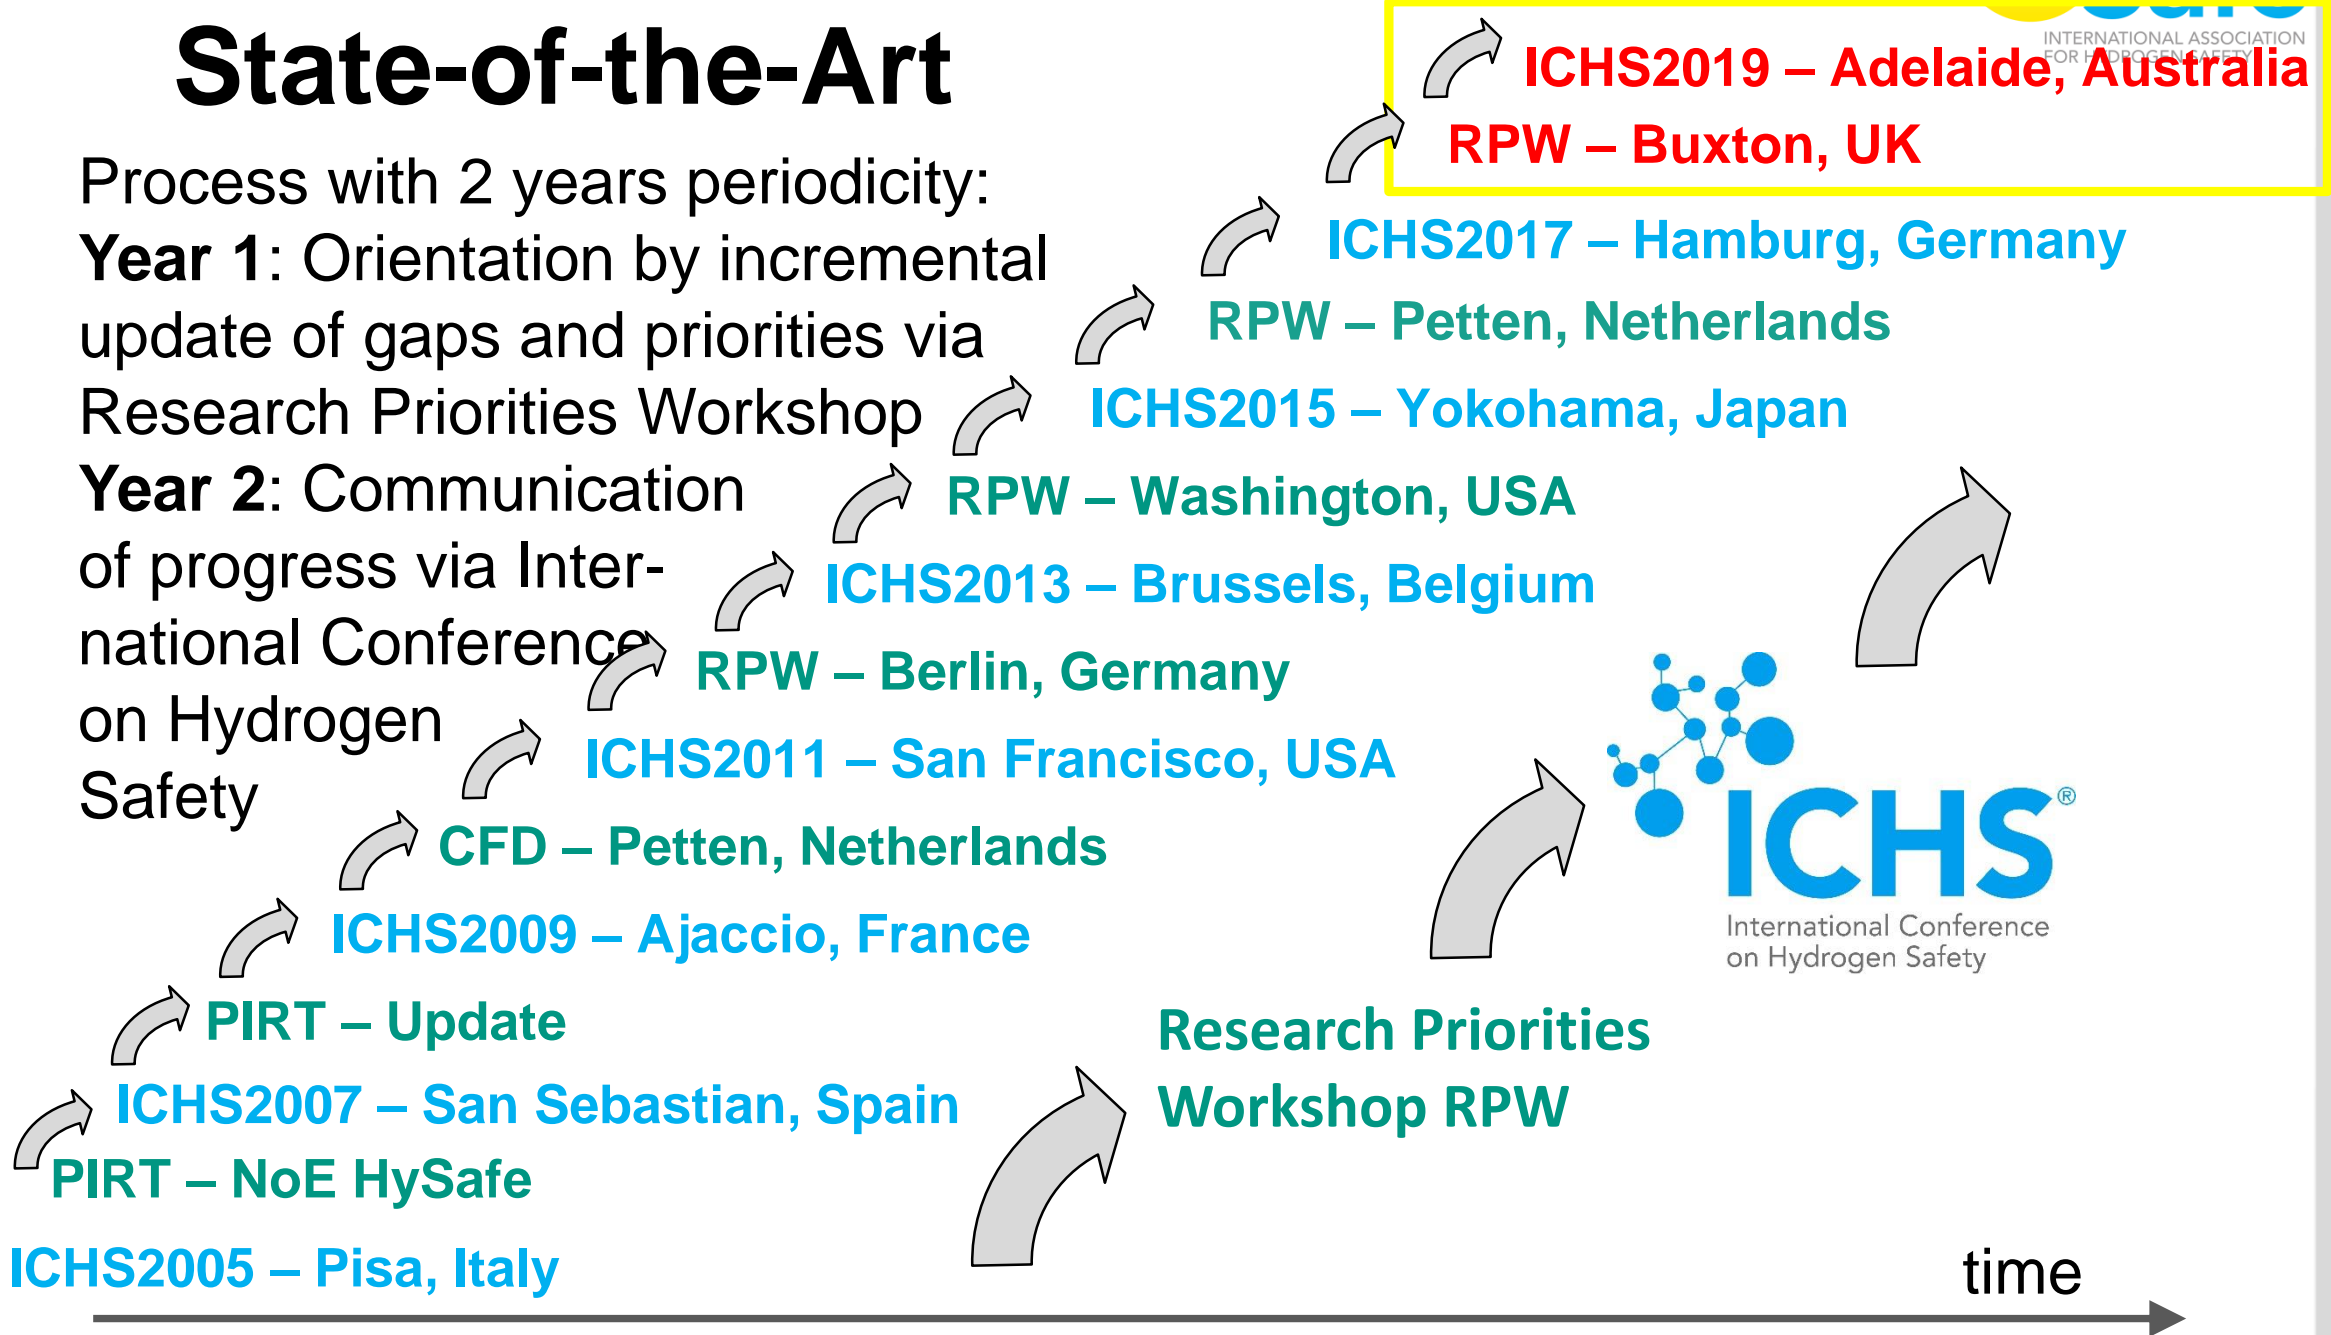 State-of-the-Art
Process with 2 years periodicity:
Year 1: Orientation by incremental
update of gaps and priorities via
Research Priorities Workshop
Year 2: Communication
of progress via Inter-
national Conference
on Hydrogen
Safety
INTERNATIONAL ASSOCIATION
FOR HYDROGEN SAFETY
ICHS2019 – Adelaide, Australia
RPW – Buxton, UK
ICHS2017 – Hamburg, Germany
RPW – Petten, Netherlands
ICHS2015 – Yokohama, Japan
RPW – Washington, USA
ICHS2013 – Brussels, Belgium
RPW – Berlin, Germany
ICHS2011 – San Francisco, USA
CFD – Petten, Netherlands
ICHS2009 – Ajaccio, France
PIRT – Update
ICHS2007 – San Sebastian, Spain
PIRT – NoE HySafe
ICHS2005 – Pisa, Italy
ICHS®
International Conference
on Hydrogen Safety
Research Priorities
Workshop RPW
time